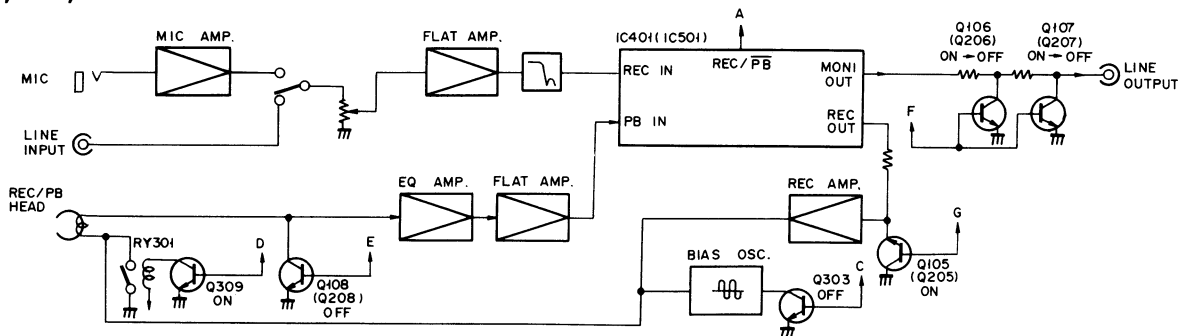 MIC AMP.
FLAT AMP.
IC401(IC501)
A
REC/P̅B̅
REC IN
MONI OUT
PB IN
REC OUT
Q106
(Q206)
ON→OFF
Q107
(Q207)
ON→OFF
LINE OUTPUT
MIC
LINE INPUT
F
REC/PB HEAD
EQ AMP.
FLAT AMP.
REC AMP.
G
RY301
D
E
BIAS OSC.
C
Q309
ON
Q108
(Q208)
OFF
Q303
OFF
Q105
(Q205)
ON